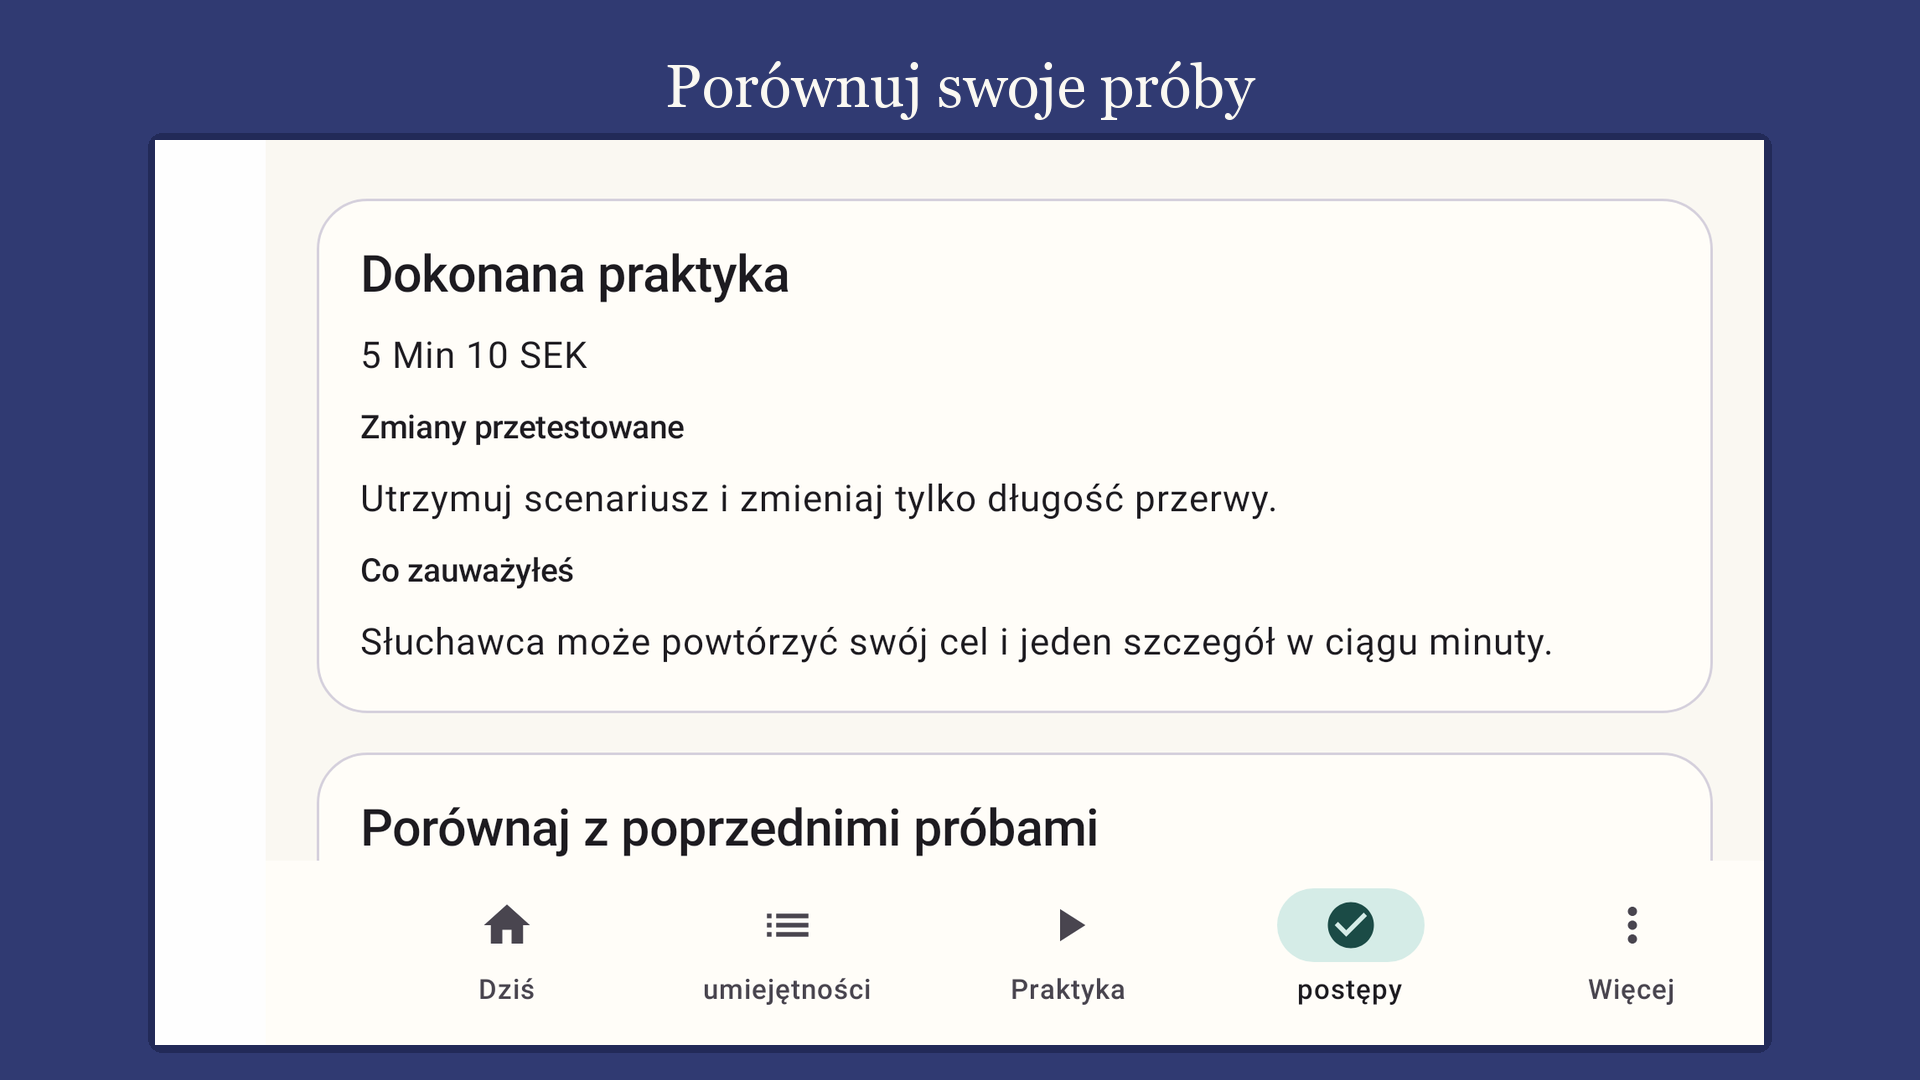 Porównuj swoje próby
Dokonana praktyka
5 Min 10 SEK
Zmiany przetestowane
Utrzymuj scenariusz i zmieniaj tylko długość przerwy.
Co zauważyłeś
Słuchawca może powtórzyć swój cel i jeden szczegół w ciągu minuty.
Porównaj z poprzednimi próbami
Dziś
umiejętności
Praktyka
postępy
Więcej